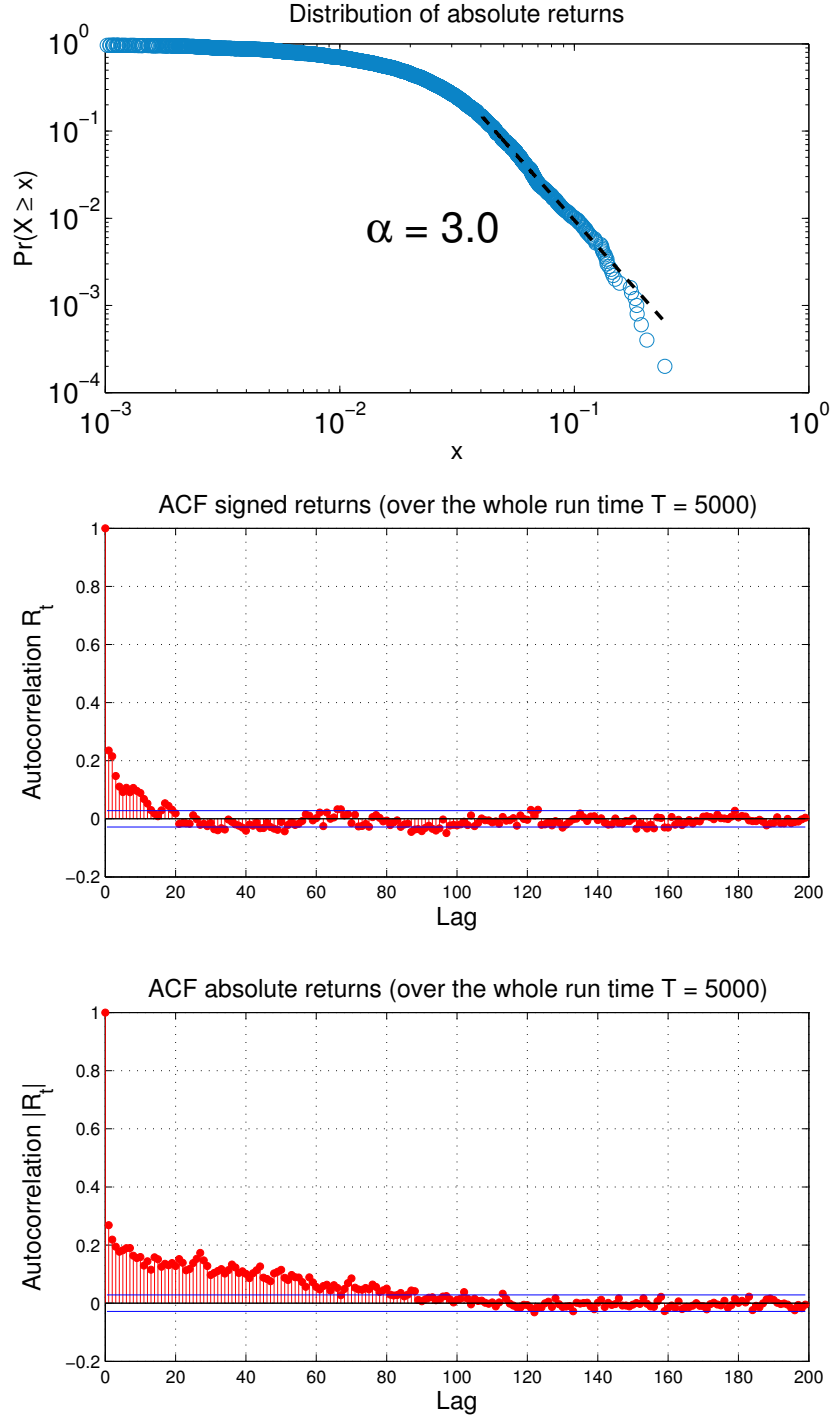 Distribution of absolute returns
10⁰
10⁻¹
10⁻²
10⁻³
10⁻⁴
Pr(X ≥ x)
α = 3.0
10⁻³ 10⁻² 10⁻¹ 10⁰
x
ACF signed returns (over the whole run time T = 5000)
1
0.8
0.6
0.4
0.2
0
−0.2
Autocorrelation R_t
0 20 40 60 80 100 120 140 160 180 200
Lag
ACF absolute returns (over the whole run time T = 5000)
1
0.8
0.6
0.4
0.2
0
−0.2
Autocorrelation |R_t|
0 20 40 60 80 100 120 140 160 180 200
Lag